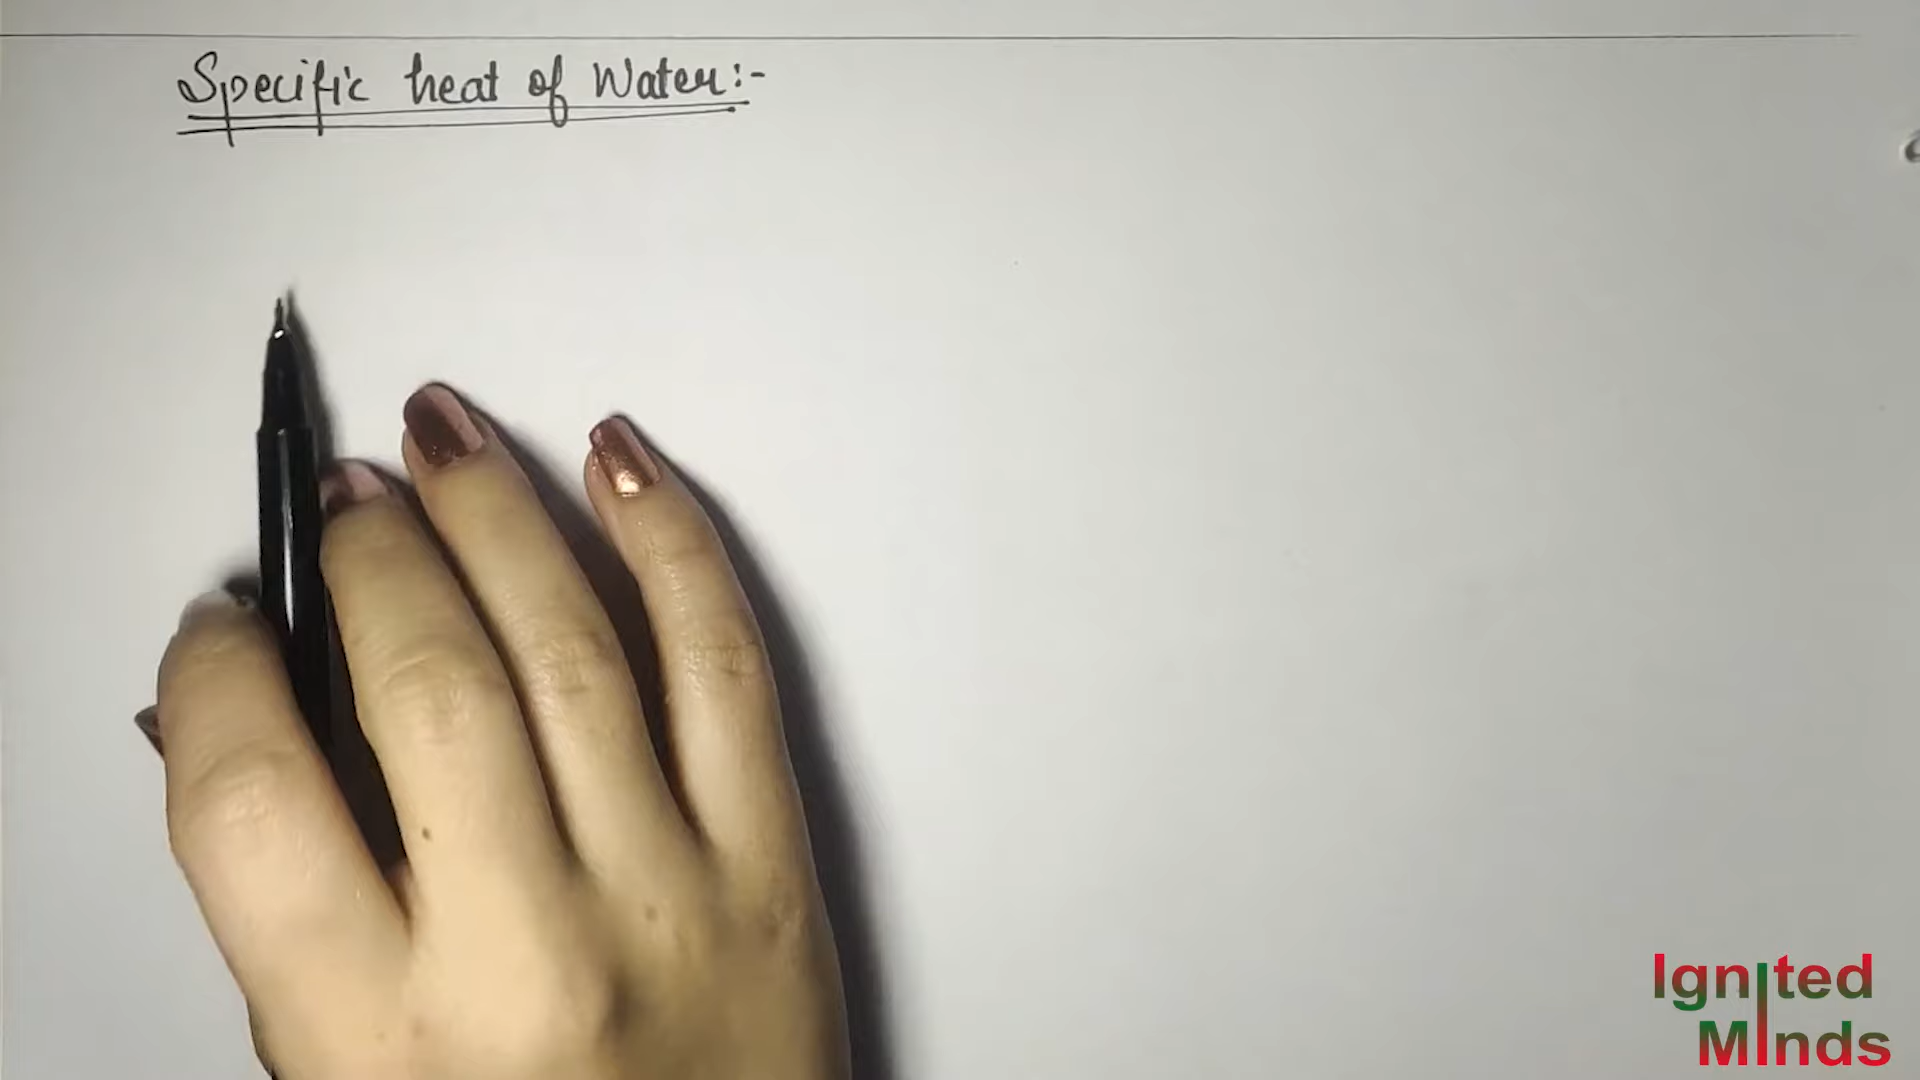 Specific heat of Water:-
Ignited
Minds